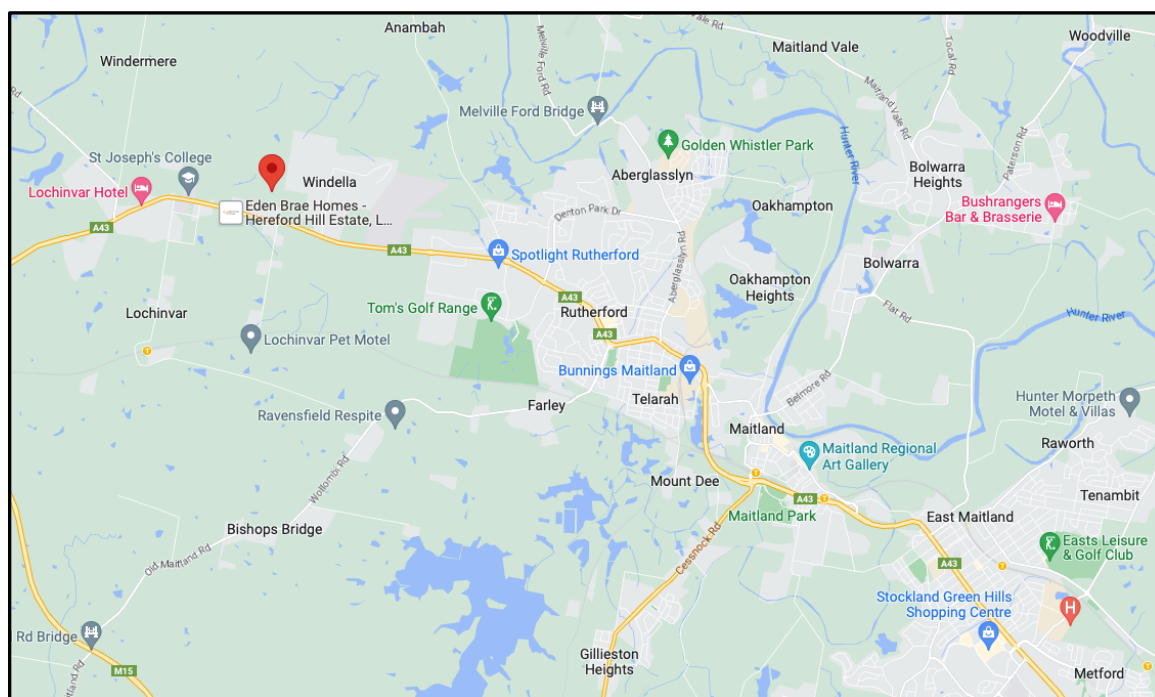 Anambah
Woodville
Maitland Vale
Windermere
Melville Ford Rd
Tocal Rd
Maitland Vale Rd
Melville Ford Bridge
Hunter River
Paterson Rd
St Joseph's College
Golden Whistler Park
Aberglasslyn
Bolwarra
Heights
Windella
Lochinvar Hotel
Eden Brae Homes -
Hereford Hill Estate, L...
Denton Park Dr
Oakhampton
Bushrangers
Bar & Brasserie
A43
A43
Spotlight Rutherford
Aberglasslyn Rd
Bolwarra
Oakhampton
Heights
A43
Tom's Golf Range
Rutherford
Flat Rd
Lochinvar
Hunter River
A43
Lochinvar Pet Motel
Bunnings Maitland
Belmore Rd
Telarah
Farley
Hunter Morpeth
Motel & Villas
Ravensfield Respite
Maitland
Raworth
Maitland Regional
Art Gallery
Wollombi Rd
Mount Dee
Tenambit
A43
Maitland Park
East Maitland
Bishops Bridge
Cessnock Rd
Easts Leisure
& Golf Club
Old Maitland Rd
A43
Stockland Green Hills
Shopping Centre
H
Rd Bridge
Gillieston
Heights
M15
Metford